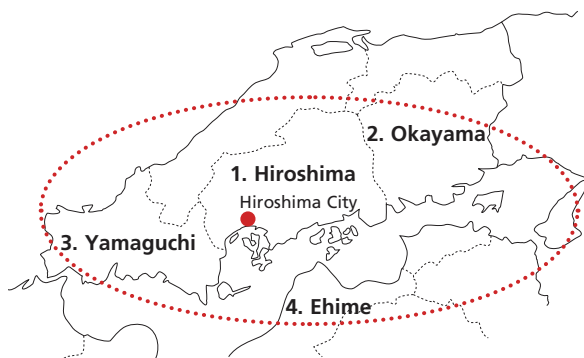 2. Okayama
1. Hiroshima
Hiroshima City
3. Yamaguchi
4. Ehime